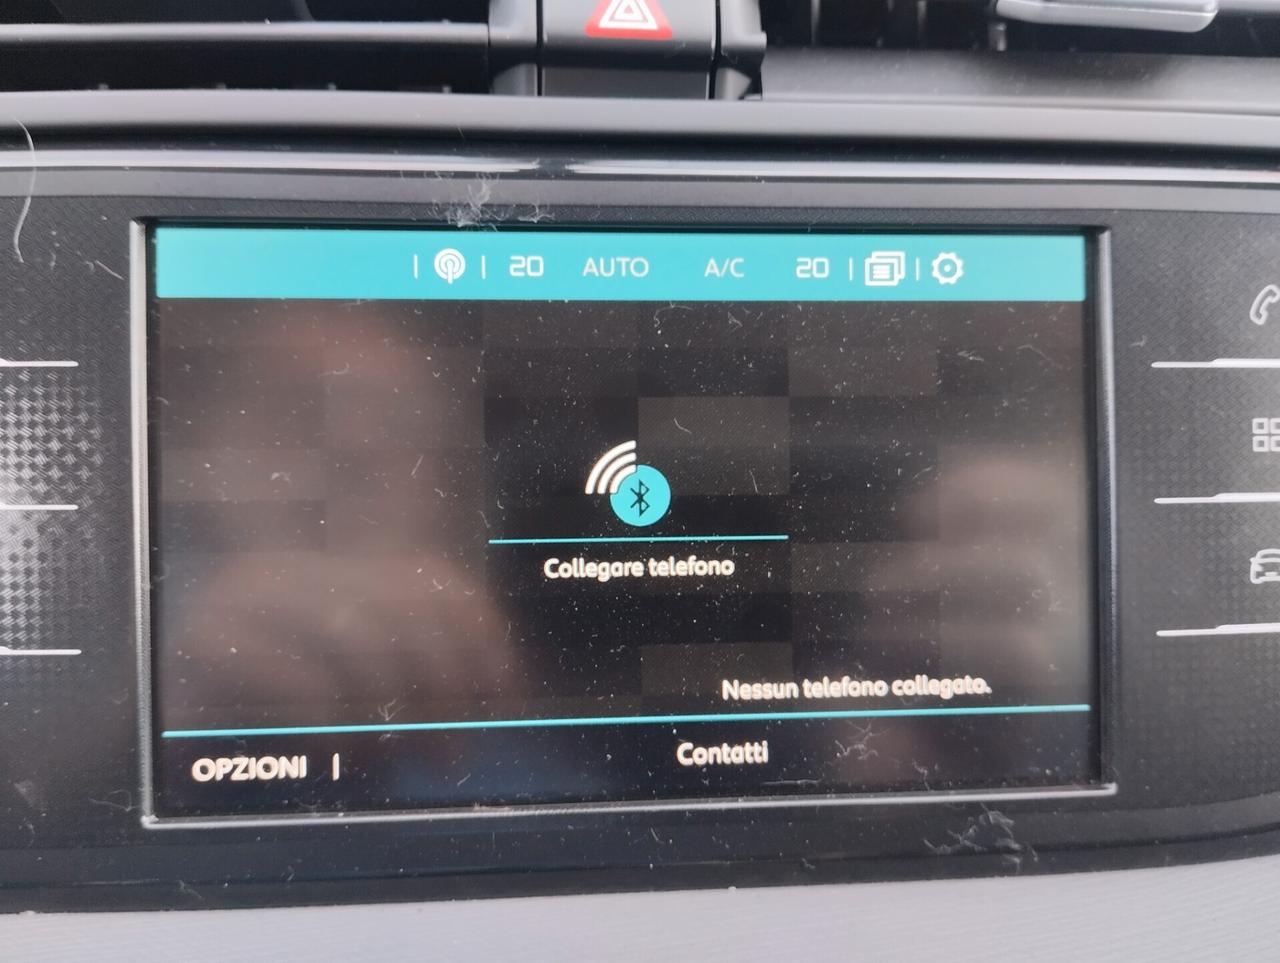 20 AUTO A/C 20
Collegare telefono
Nessun telefono collegato.
OPZIONI
Contatti